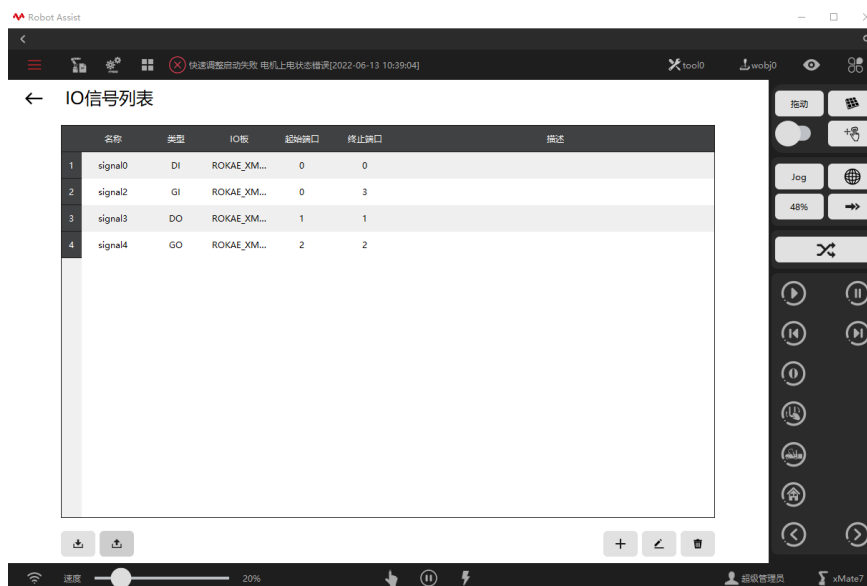 Robot Assist
快速调整启动失败 电机上电状态错误[2022-06-13 10:39:04]
tool0
wobj0
IO信号列表
名称 类型 IO板 起始端口 终止端口 描述
1 signal0 DI ROKAE_XM... 0 0
2 signal2 GI ROKAE_XM... 0 3
3 signal3 DO ROKAE_XM... 1 1
4 signal4 GO ROKAE_XM... 2 2
拖动
Jog
48%
速度 20% 超级管理员 xMate7